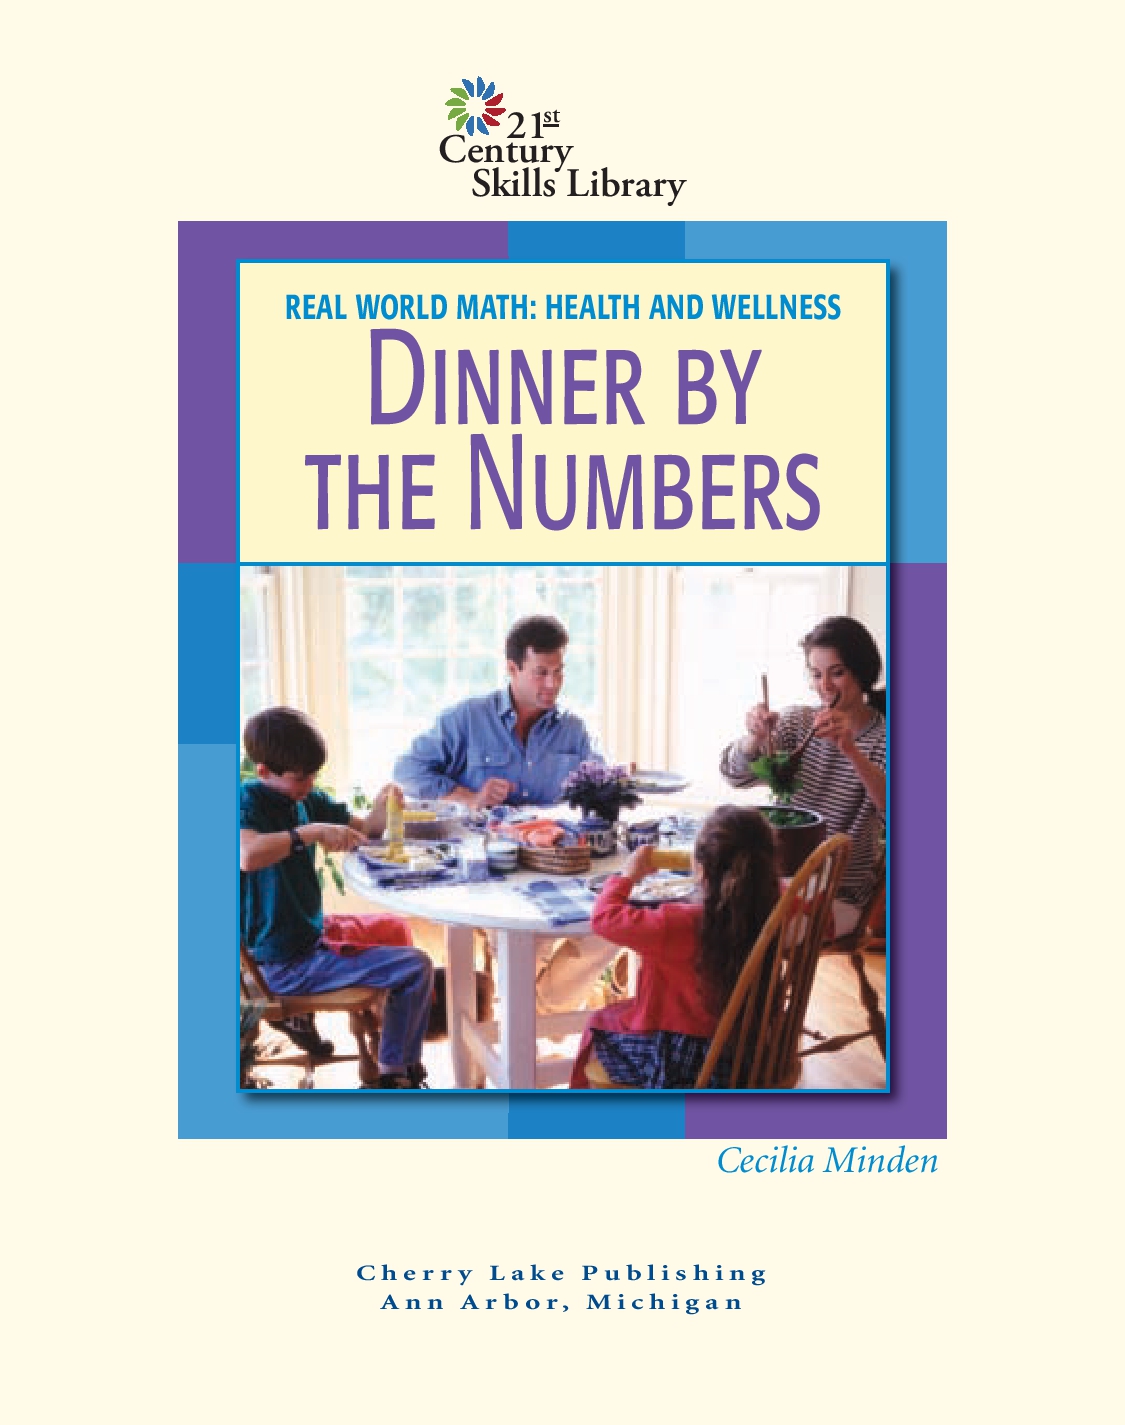 21st
Century
Skills Library
REAL WORLD MATH: HEALTH AND WELLNESS
DINNER BY
THE NUMBERS
Cecilia Minden
Cherry Lake Publishing
Ann Arbor, Michigan